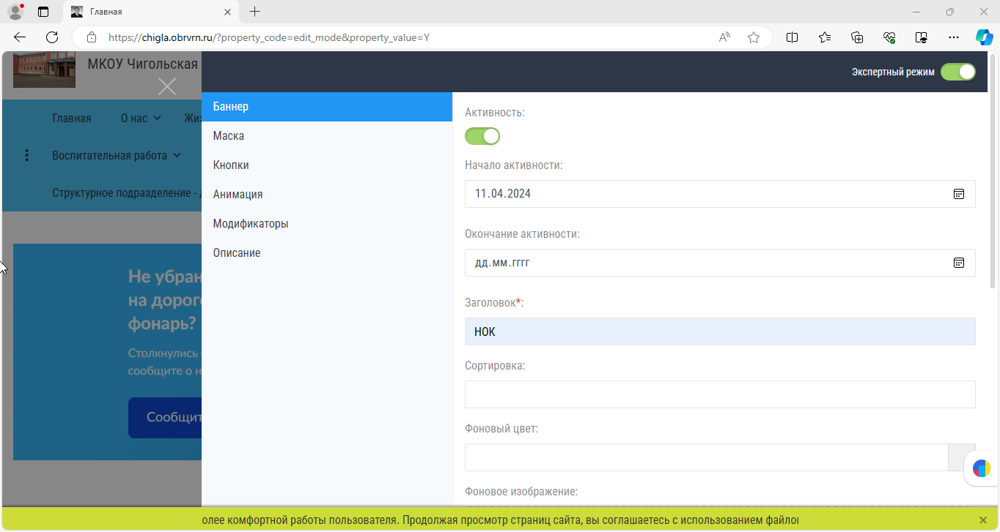 Главная
https://chigla.obrvrn.ru/?property_code=edit_mode&property_value=Y
МКОУ Чигольская
Экспертный режим
Главная
О нас
Воспитательная работа
Структурное подразделение -
Не убран
на дорог
фонарь?
Столкнулись
сообщите о н
Сообщит
Баннер
Маска
Кнопки
Анимация
Модификаторы
Описание
Активность:
Начало активности:
11.04.2024
Окончание активности:
дд.мм.гггг
Заголовок*:
НОК
Сортировка:
Фоновый цвет:
Фоновое изображение:
олее комфортной работы пользователя. Продолжая просмотр страниц сайта, вы соглашаетесь с использованием файло